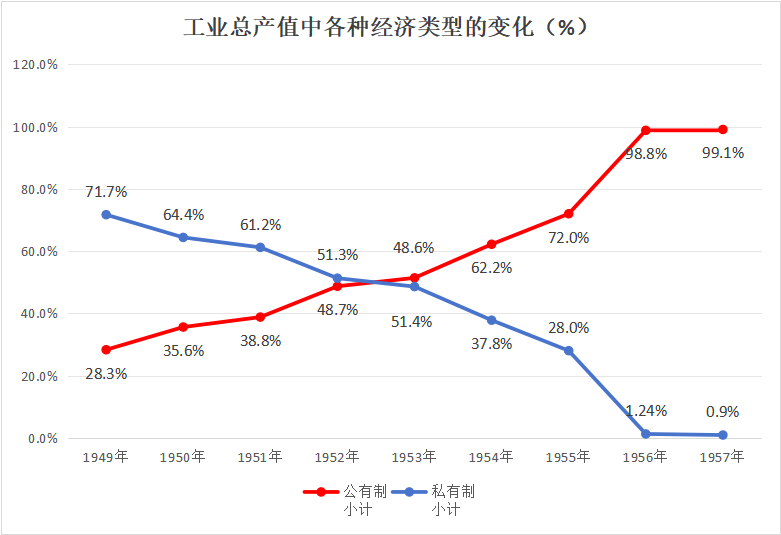 工业总产值中各种经济类型的变化（%）
120.0%
100.0%
80.0%
60.0%
40.0%
20.0%
0.0%
71.7%
64.4%
61.2%
51.3%
48.6%
62.2%
72.0%
98.8%
99.1%
28.3%
35.6%
38.8%
48.7%
51.4%
37.8%
28.0%
1.24%
0.9%
1949年
1950年
1951年
1952年
1953年
1954年
1955年
1956年
1957年
公有制
小计
私有制
小计